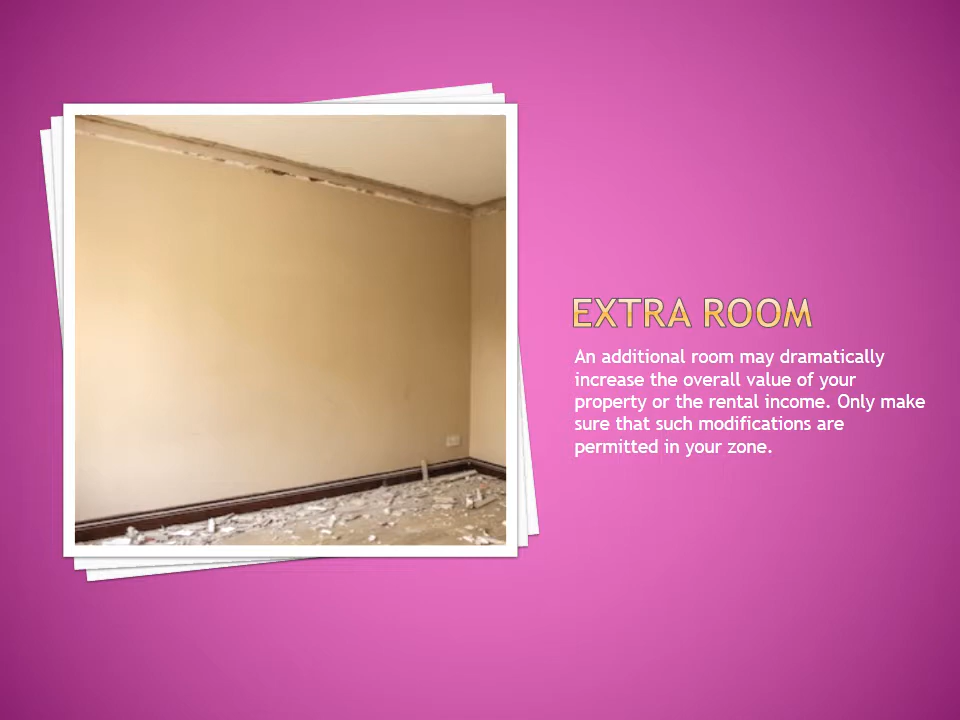 EXTRA ROOM
An additional room may dramatically
increase the overall value of your
property or the rental income. Only make
sure that such modifications are
permitted in your zone.